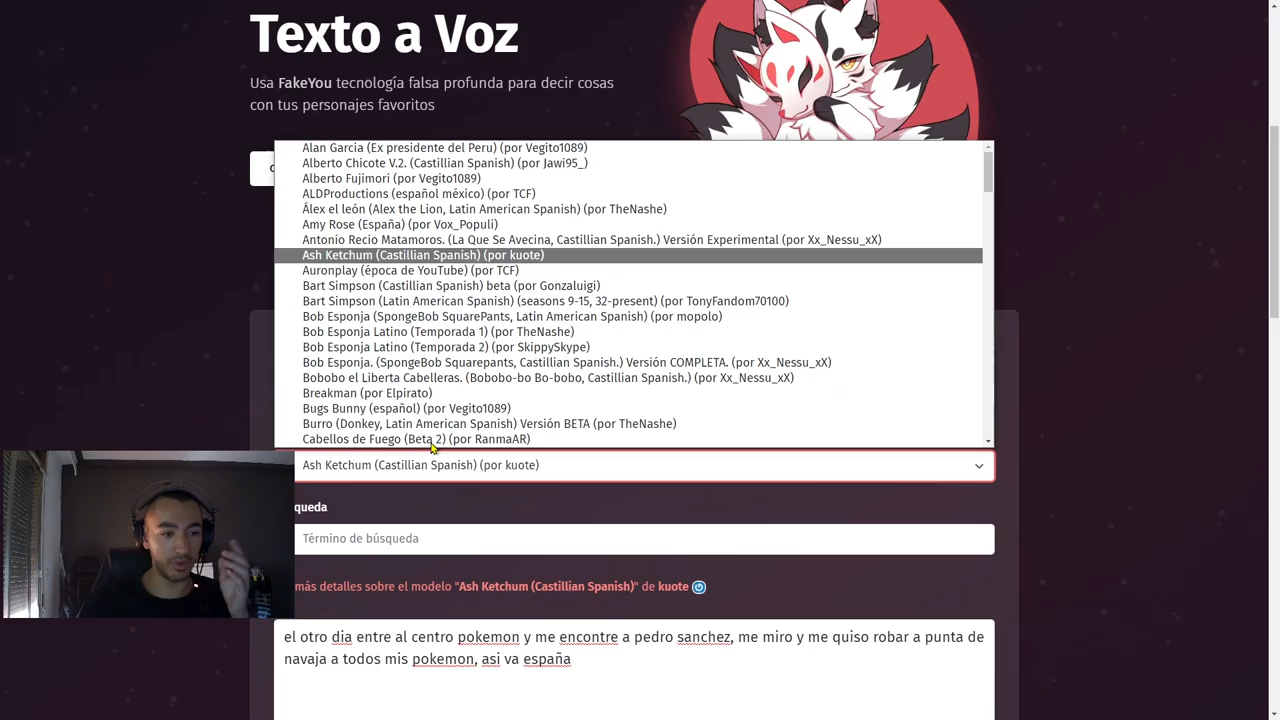 Texto a Voz
Usa FakeYou tecnología falsa profunda para decir cosas
con tus personajes favoritos
Alan Garcia (Ex presidente del Peru) (por Vegito1089)
Alberto Chicote V.2. (Castillian Spanish) (por Jawi95_)
Alberto Fujimori (por Vegito1089)
ALDProductions (español méxico) (por TCF)
Álex el león (Alex the Lion, Latin American Spanish) (por TheNashe)
Amy Rose (España) (por Vox_Populi)
Antonio Recio Matamoros. (La Que Se Avecina, Castillian Spanish.) Versión Experimental (por Xx_Nessu_xX)
Ash Ketchum (Castillian Spanish) (por kuote)
Auronplay (época de YouTube) (por TCF)
Bart Simpson (Castillian Spanish) beta (por Gonzaluigi)
Bart Simpson (Latin American Spanish) (seasons 9-15, 32-present) (por TonyFandom70100)
Bob Esponja (SpongeBob SquarePants, Latin American Spanish) (por mopolo)
Bob Esponja Latino (Temporada 1) (por TheNashe)
Bob Esponja Latino (Temporada 2) (por SkippySkype)
Bob Esponja. (SpongeBob Squarepants, Castillian Spanish.) Versión COMPLETA. (por Xx_Nessu_xX)
Bobobo el Liberta Cabelleras. (Bobobo-bo Bo-bobo, Castillian Spanish.) (por Xx_Nessu_xX)
Breakman (por Elpirato)
Bugs Bunny (español) (por Vegito1089)
Burro (Donkey, Latin American Spanish) Versión BETA (por TheNashe)
Cabellos de Fuego (Beta 2) (por RanmaAR)
Ash Ketchum (Castillian Spanish) (por kuote)
queda
Término de búsqueda
más detalles sobre el modelo "Ash Ketchum (Castillian Spanish)" de kuote
el otro dia entre al centro pokemon y me encontre a pedro sanchez, me miro y me quiso robar a punta de
navaja a todos mis pokemon, asi va españa